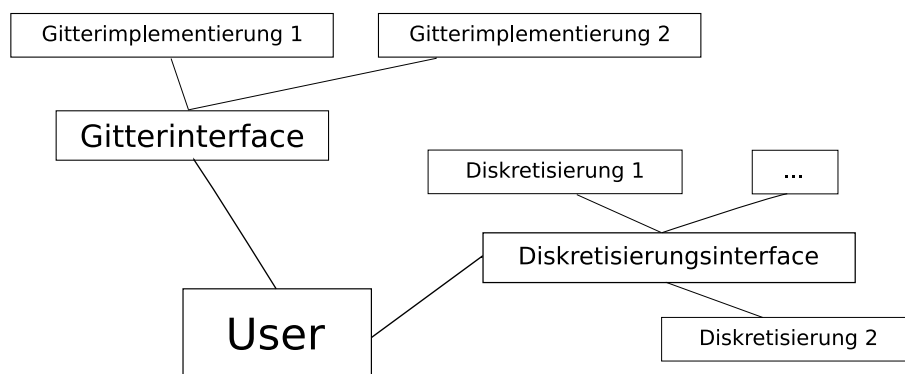 Gitterimplementierung 1
Gitterimplementierung 2
Gitterinterface
Diskretisierung 1
...
Diskretisierungsinterface
User
Diskretisierung 2